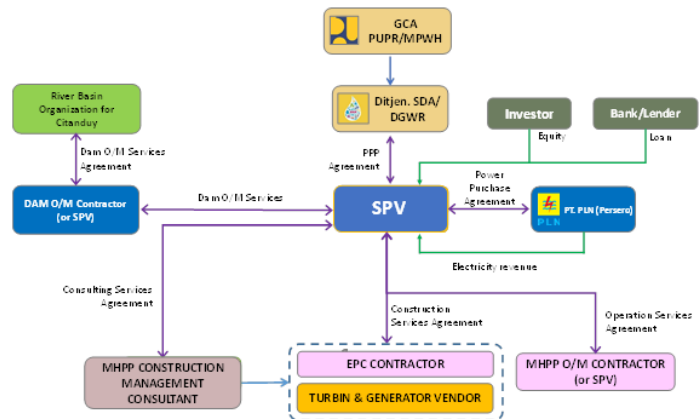 GCA
PUPR/MPWH
River Basin
Organization for
Citanduy
Ditjen. SDA/
DGWR
Investor
Bank/Lender
Equity
Loan
Dam O/M Services
Agreement
PPP
Agreement
Power
Purchase
Agreement
DAM O/M Contractor
(or SPV)
Dam O/M Services
SPV
PLN
PT. PLN (Persero)
Electricity revenue
Consulting Services
Agreement
Construction
Services Agreement
Operation Services
Agreement
MHPP CONSTRUCTION
MANAGEMENT
CONSULTANT
EPC CONTRACTOR
TURBIN & GENERATOR VENDOR
MHPP O/M CONTRACTOR
(or SPV)